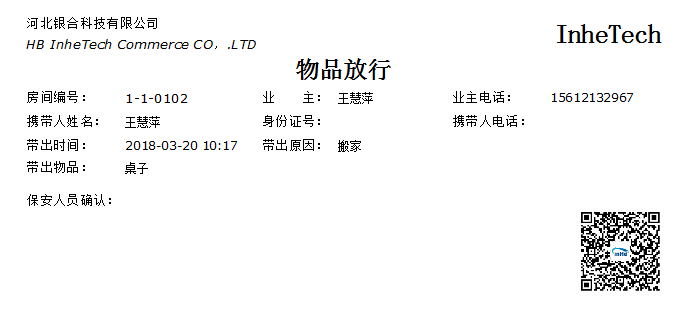 河北银合科技有限公司
HB InheTech Commerce CO，.LTD
InheTech
物品放行
房间编号： 1-1-0102 业 主：王慧萍 业主电话： 15612132967
携带人姓名： 王慧萍 身份证号： 携带人电话：
带出时间： 2018-03-20 10:17 带出原因：搬家
带出物品： 桌子
保安人员确认：
inHe